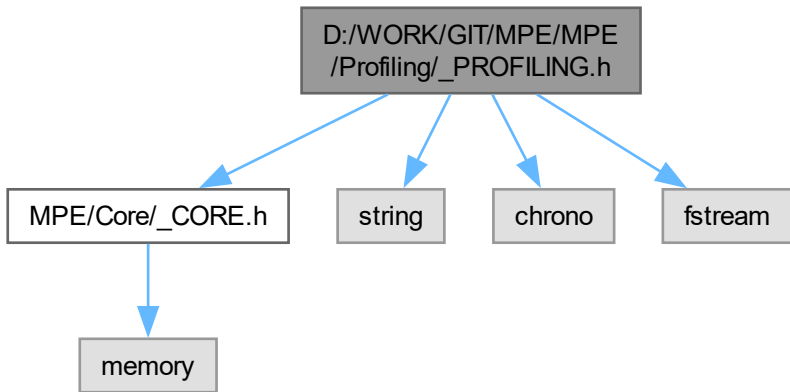 D:/WORK/GIT/MPE/MPE
/Profiling/_PROFILING.h
MPE/Core/_CORE.h
string
chrono
fstream
memory